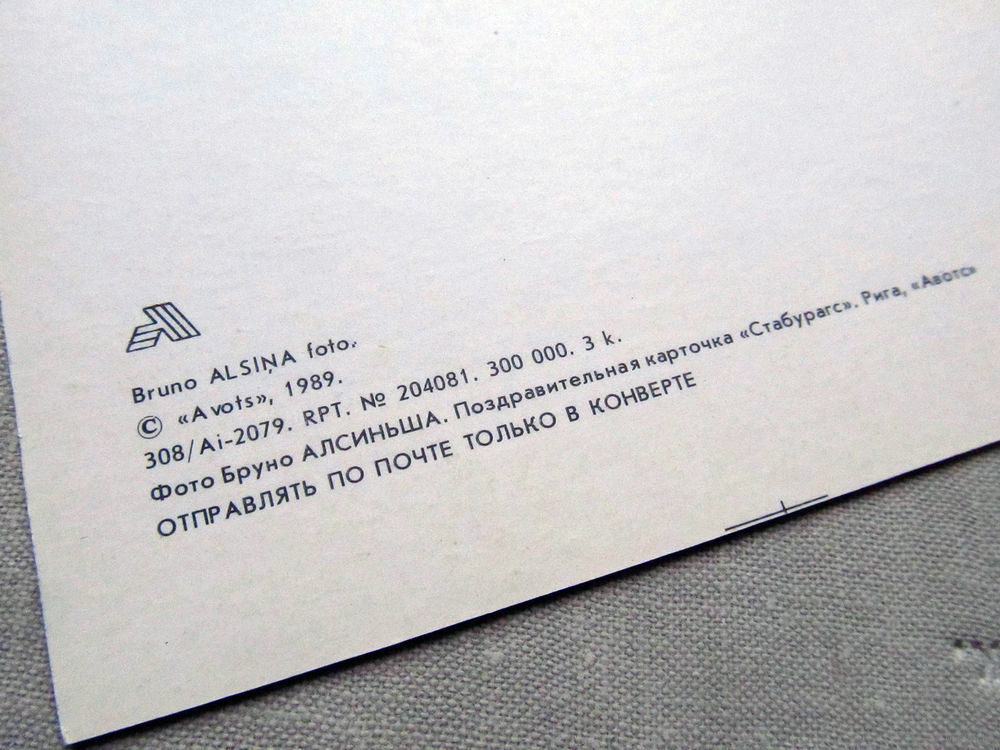 Bruno ALSIŅA foto.
© «Avots», 1989.
308/Ai-2079. RPT. № 204081. 300 000. 3 k.
Фото Бруно АЛСИНЬША. Поздравительная карточка «Стабурагс». Рига, «Авотс»
ОТПРАВЛЯТЬ ПО ПОЧТЕ ТОЛЬКО В КОНВЕРТЕ